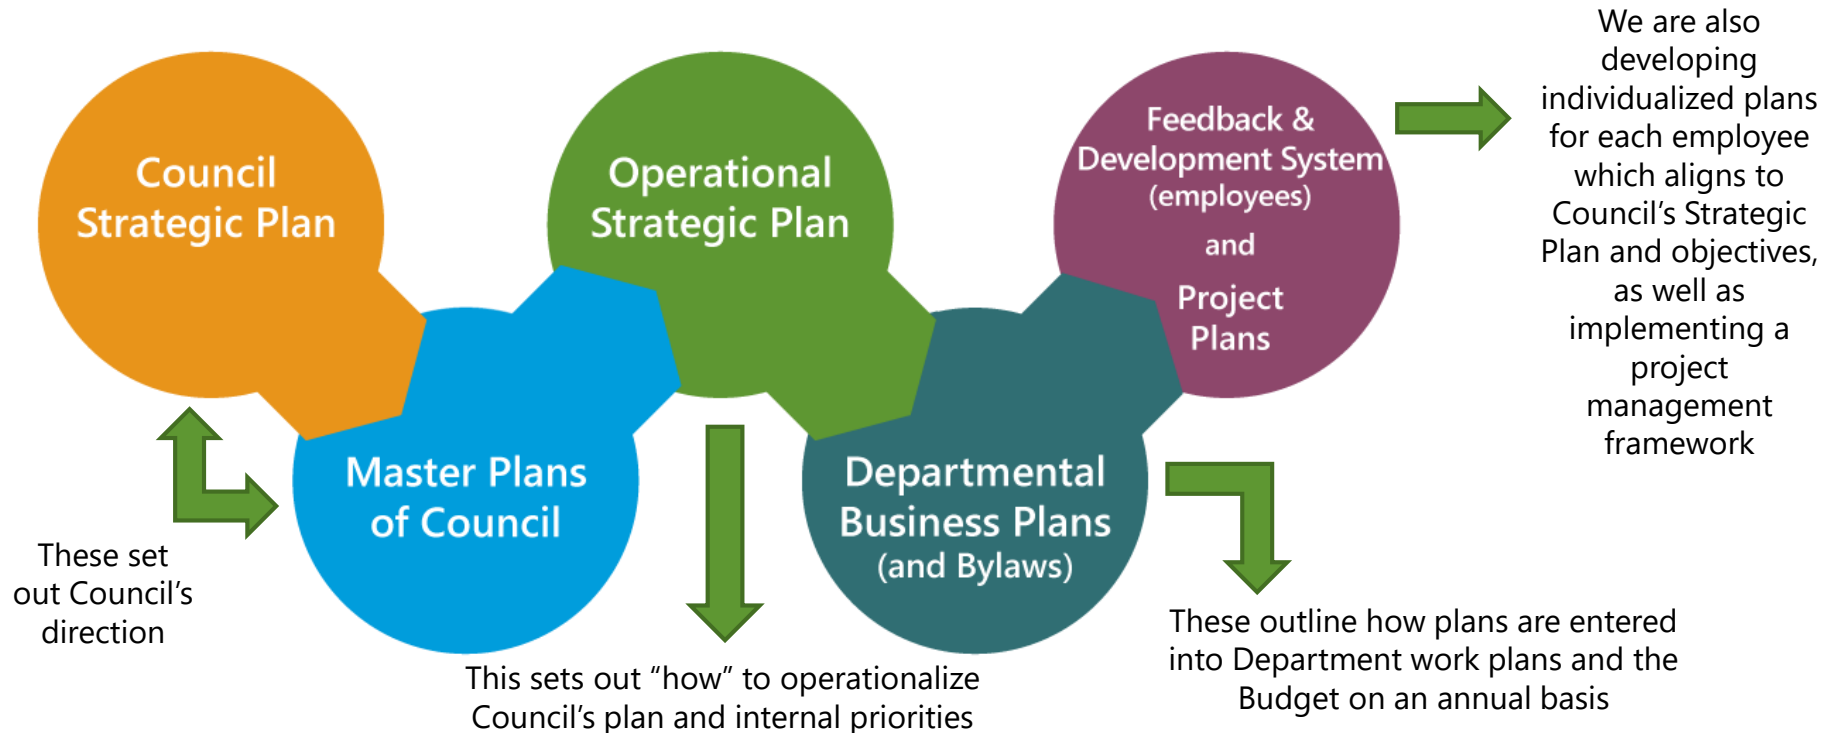 Council
Strategic Plan
These set
out Council's
direction
Master Plans
of Council
Operational
Strategic Plan
This sets out “how” to operationalize
Council's plan and internal priorities
Departmental
Business Plans
(and Bylaws)
These outline how plans are entered
into Department work plans and the
Budget on an annual basis
Feedback &
Development System
(employees)
and
Project
Plans
We are also
developing
individualized plans
for each employee
which aligns to
Council's Strategic
Plan and objectives,
as well as
implementing a
project
management
framework